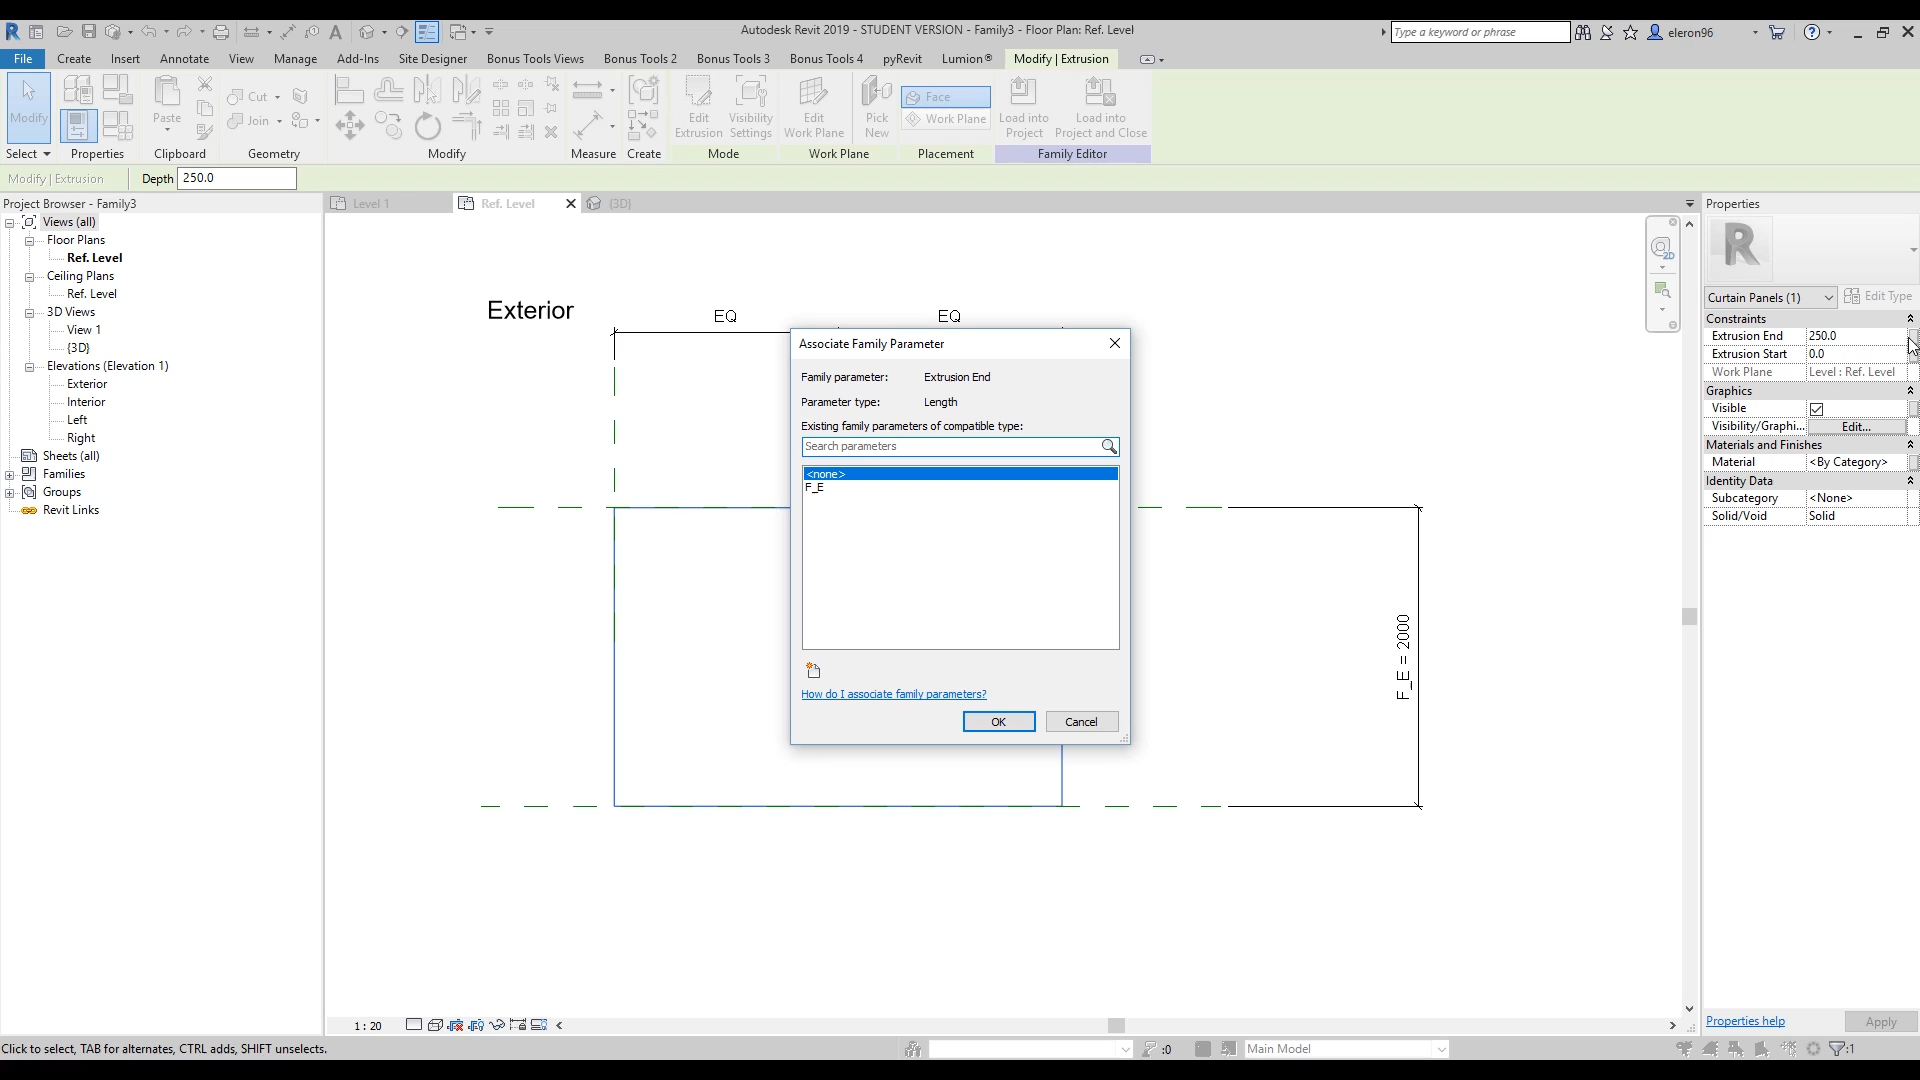 Autodesk Revit 2019 - STUDENT VERSION - Family3 - Floor Plan: Ref. Level
Type a keyword or phrase
eleron96
File
Create
Insert
Annotate
View
Manage
Add-Ins
Site Designer
Bonus Tools Views
Bonus Tools 2
Bonus Tools 3
Bonus Tools 4
pyRevit
Lumion®
Modify | Extrusion
Modify
Paste
Cut
Join
Edit Extrusion
Visibility Settings
Edit Work Plane
Pick New
Face
Work Plane
Load into Project
Load into Project and Close
Select
Properties
Clipboard
Geometry
Modify
Measure
Create
Mode
Work Plane
Placement
Family Editor
Modify | Extrusion
Depth 250.0
Project Browser - Family3
Views (all)
Floor Plans
Ref. Level
Ceiling Plans
Ref. Level
3D Views
View 1
{3D}
Elevations (Elevation 1)
Exterior
Interior
Left
Right
Sheets (all)
Families
Groups
Revit Links
Level 1
Ref. Level
{3D}
Exterior
EQ
EQ
F_E = 2000
2D
Associate Family Parameter
Family parameter: Extrusion End
Parameter type: Length
Existing family parameters of compatible type:
Search parameters
<none>
F_E
How do I associate family parameters?
OK
Cancel
Properties
R
Curtain Panels (1)
Edit Type
Constraints
Extrusion End 250.0
Extrusion Start 0.0
Work Plane Level : Ref. Level
Graphics
Visible
Visibility/Graphi... Edit...
Materials and Finishes
Material <By Category>
Identity Data
Subcategory <None>
Solid/Void Solid
Properties help
Apply
1 : 20
Click to select, TAB for alternates, CTRL adds, SHIFT unselects.
:0
Main Model
:1